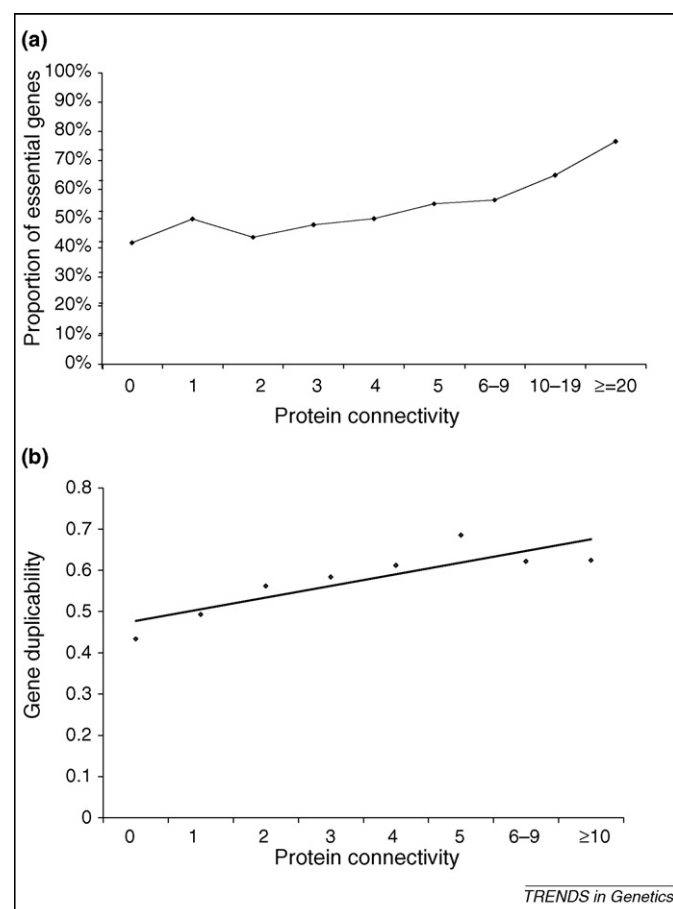 (a)
Proportion of essential genes
100%
90%
80%
70%
60%
50%
40%
30%
20%
10%
0%
0 1 2 3 4 5 6–9 10–19 ≥=20
Protein connectivity
(b)
Gene duplicability
0.8
0.7
0.6
0.5
0.4
0.3
0.2
0.1
0
0 1 2 3 4 5 6–9 ≥10
Protein connectivity
TRENDS in Genetics